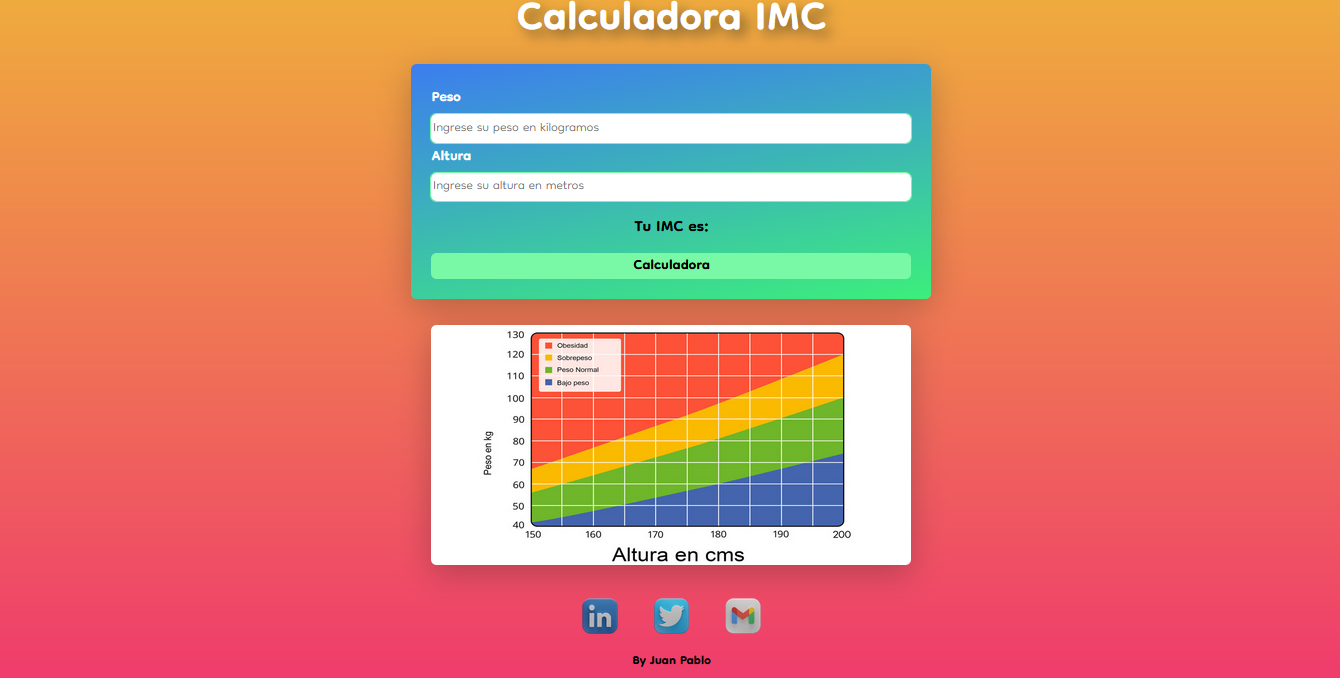 Calculadora IMC
Peso
Ingrese su peso en kilogramos
Altura
Ingrese su altura en metros
Tu IMC es:
Calculadora
130
120
110
100
90
80
70
60
50
40
Peso en kg
Obesidad
Sobrepeso
Peso Normal
Bajo peso
150 160 170 180 190 200
Altura en cms
in
By Juan Pablo